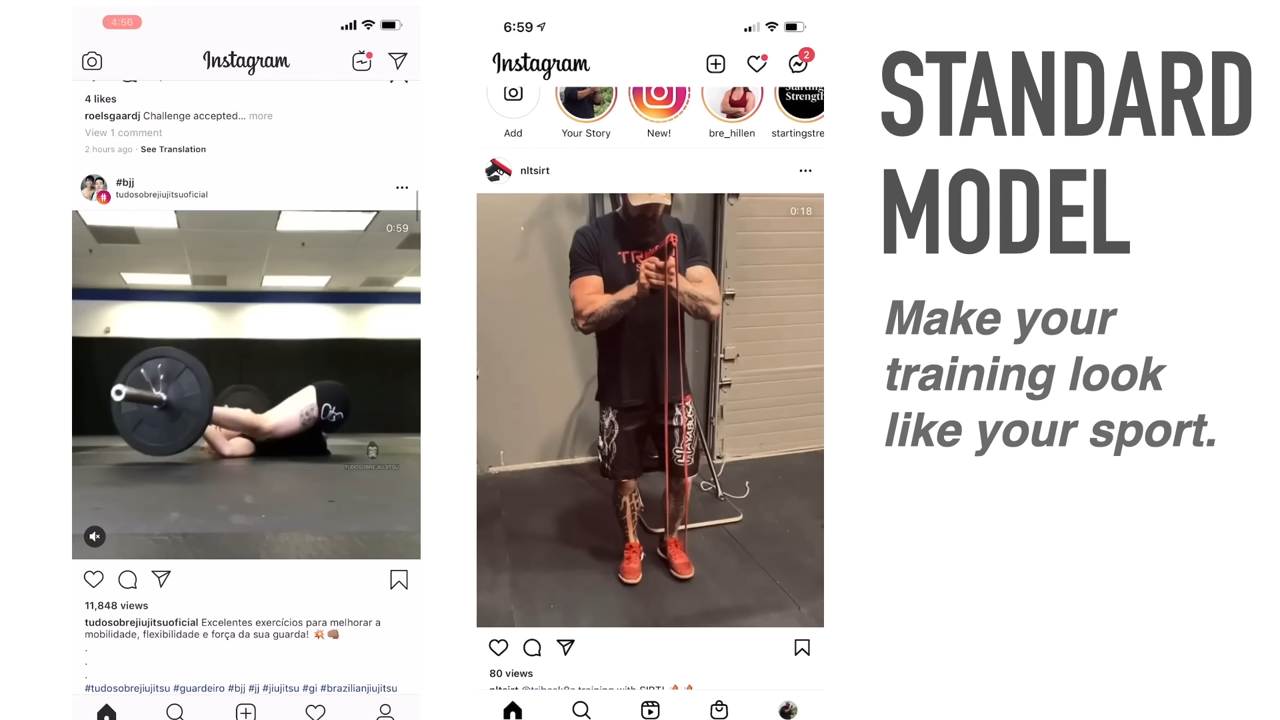 4:56
Instagram
4 likes
roelsgaardj Challenge accepted... more
View 1 comment
2 hours ago · See Translation
#bjj
tudosobrejiujitsuoficial
0:59
TUDOSOBREJIUJITSU
11,848 views
tudosobrejiujitsuoficial Excelentes exercícios para melhorar a
mobilidade, flexibilidade e força da sua guarda! 💥 👊🏽
.
.
.
#tudosobrejiujitsu #guardeiro #bjj #jj #jiujitsu #gi #brazilianjiujitsu
6:59
Instagram
2
Starting
Strength
Add
Your Story
New!
bre_hillen
startingstre
nltsirt
0:18
80 views
STANDARD
MODEL
Make your
training look
like your sport.